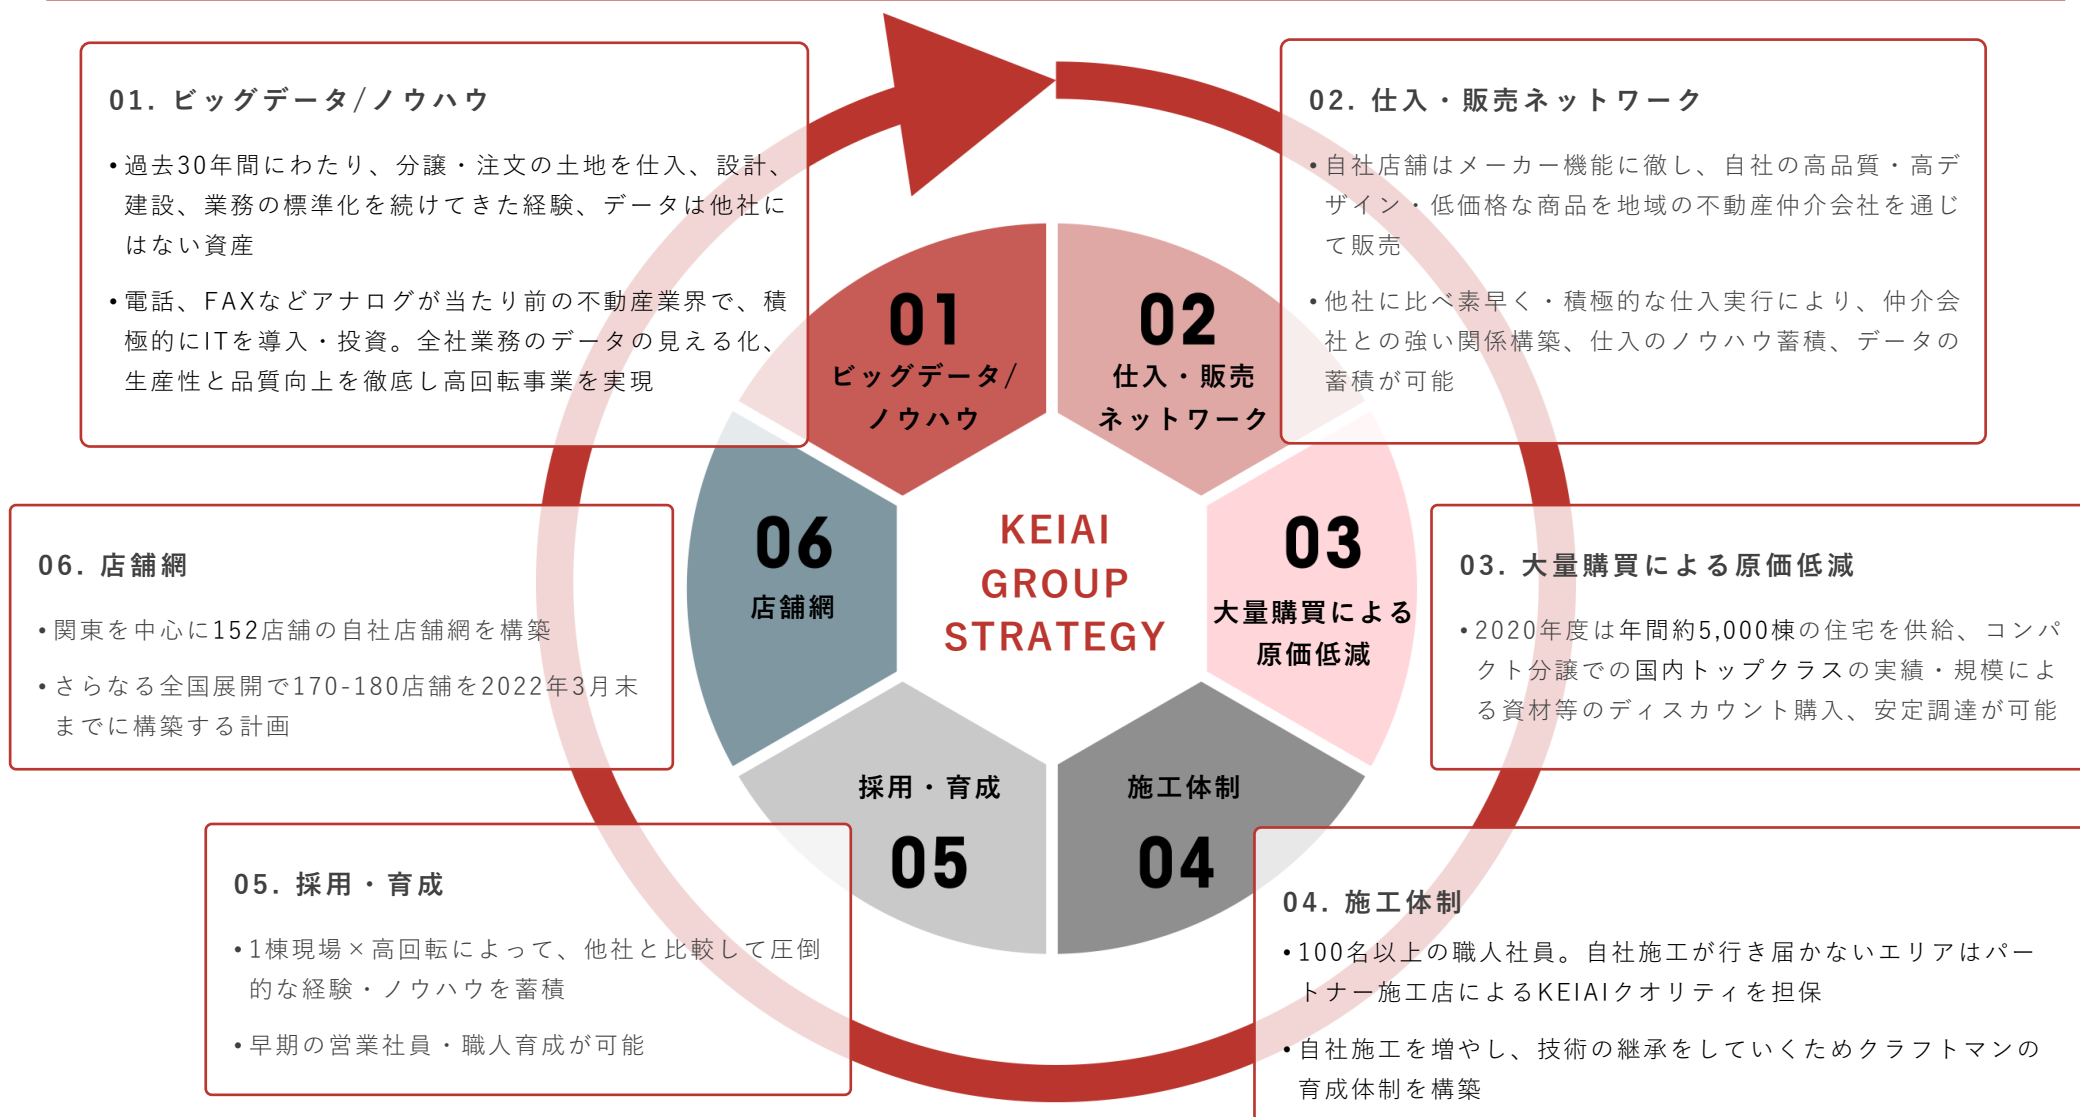 01. ビッグデータ/ノウハウ
•過去30年間にわたり、分譲・注文の土地を仕入、設計、
建設、業務の標準化を続けてきた経験、データは他社に
はない資産
•電話、FAXなどアナログが当たり前の不動産業界で、積
極的にITを導入・投資。全社業務のデータの見える化、
生産性と品質向上を徹底し高回転事業を実現
02. 仕入・販売ネットワーク
•自社店舗はメーカー機能に徹し、自社の高品質・高デ
ザイン・低価格な商品を地域の不動産仲介会社を通じ
て販売
•他社に比べ素早く・積極的な仕入実行により、仲介会
社との強い関係構築、仕入のノウハウ蓄積、データの
蓄積が可能
01
ビッグデータ/
ノウハウ
02
仕入・販売
ネットワーク
06
店舗網
KEIAI
GROUP
STRATEGY
03
大量購買による
原価低減
採用・育成
05
施工体制
04
06. 店舗網
•関東を中心に152店舗の自社店舗網を構築
•さらなる全国展開で170-180店舗を2022年3月末
までに構築する計画
03. 大量購買による原価低減
•2020年度は年間約5,000棟の住宅を供給、コンパ
クト分譲での国内トップクラスの実績・規模によ
る資材等のディスカウント購入、安定調達が可能
05. 採用・育成
•1棟現場×高回転によって、他社と比較して圧倒
的な経験・ノウハウを蓄積
•早期の営業社員・職人育成が可能
04. 施工体制
•100名以上の職人社員。自社施工が行き届かないエリアはパー
トナー施工店によるKEIAIクオリティを担保
•自社施工を増やし、技術の継承をしていくためクラフトマンの
育成体制を構築